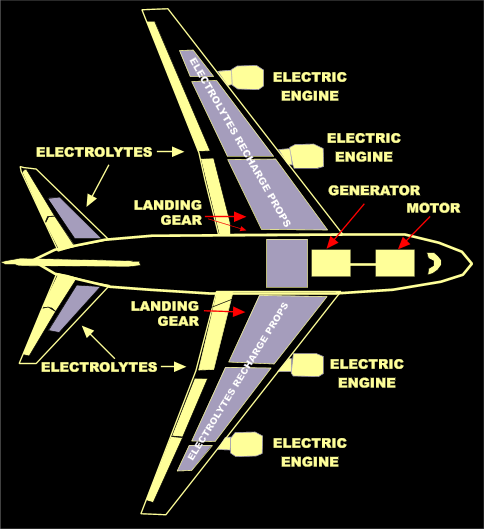 ELECTRIC
ENGINE
ELECTROLYTES RECHARGE PROPS
ELECTRIC
ENGINE
ELECTROLYTES
GENERATOR
MOTOR
LANDING
GEAR
LANDING
GEAR
ELECTROLYTES RECHARGE PROPS
ELECTROLYTES
ELECTRIC
ENGINE
ELECTRIC
ENGINE